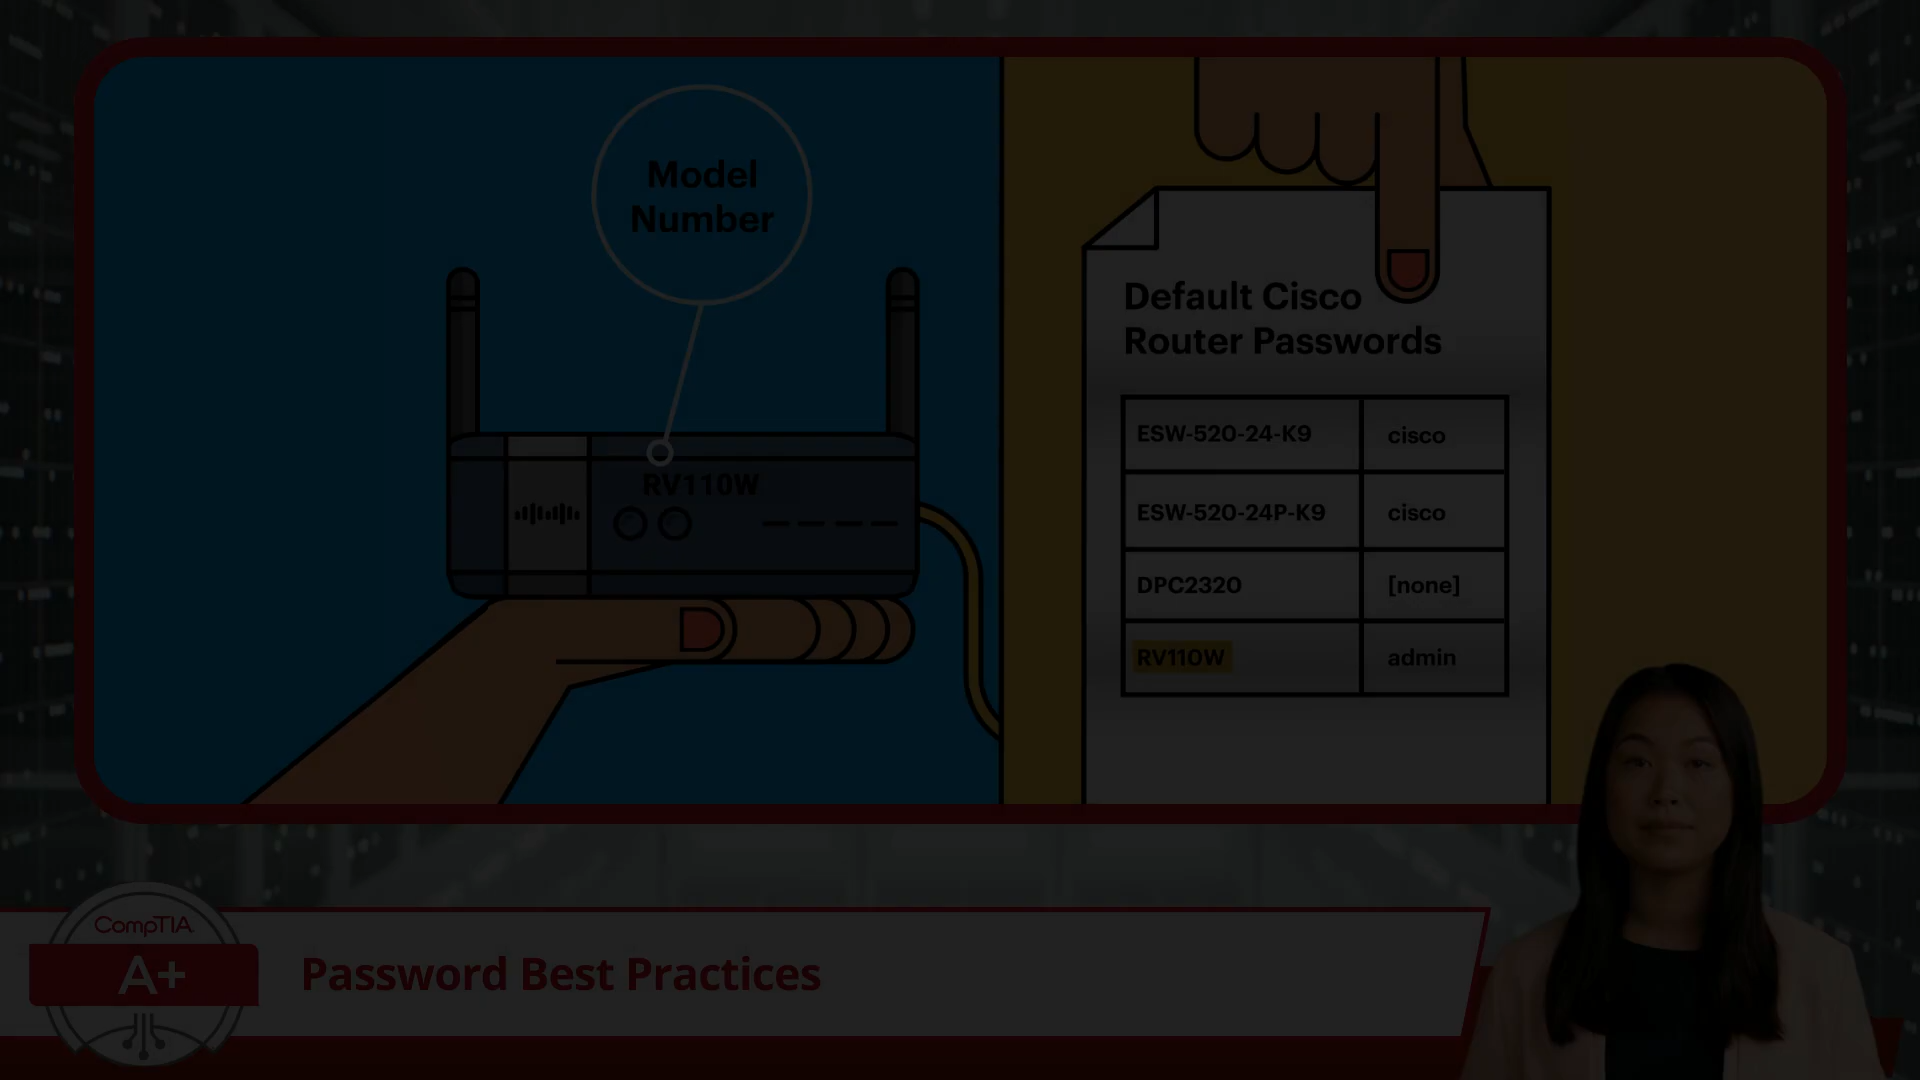 Model
Number
RV110W
Default Cisco
Router Passwords
ESW-520-24-K9 cisco
ESW-520-24P-K9 cisco
DPC2320 [none]
RV110W admin
CompTIA
A+
Password Best Practices